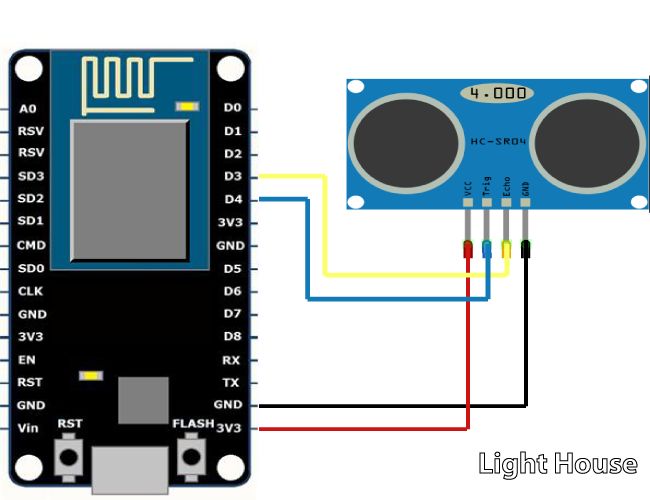 A0
RSV
RSV
SD3
SD2
SD1
CMD
SD0
CLK
GND
3V3
EN
RST
GND
Vin
D0
D1
D2
D3
D4
3V3
GND
D5
D6
D7
D8
RX
TX
GND
3V3
RST
FLASH
4.000
HC-SR04
VCC
Trig
Echo
GND
Light House